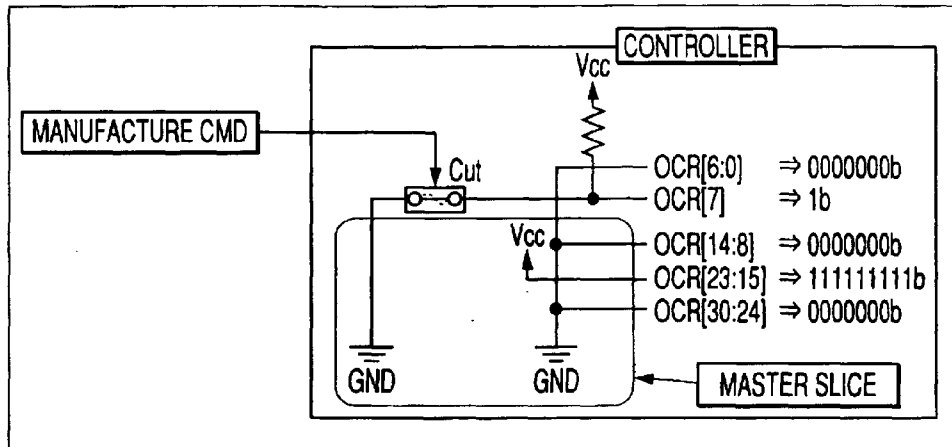 CONTROLLER
Vcc
MANUFACTURE CMD
Cut
OCR[6:0] ⇒ 0000000b
OCR[7] ⇒ 1b
Vcc
OCR[14:8] ⇒ 0000000b
OCR[23:15] ⇒ 111111111b
OCR[30:24] ⇒ 0000000b
GND
GND
MASTER SLICE